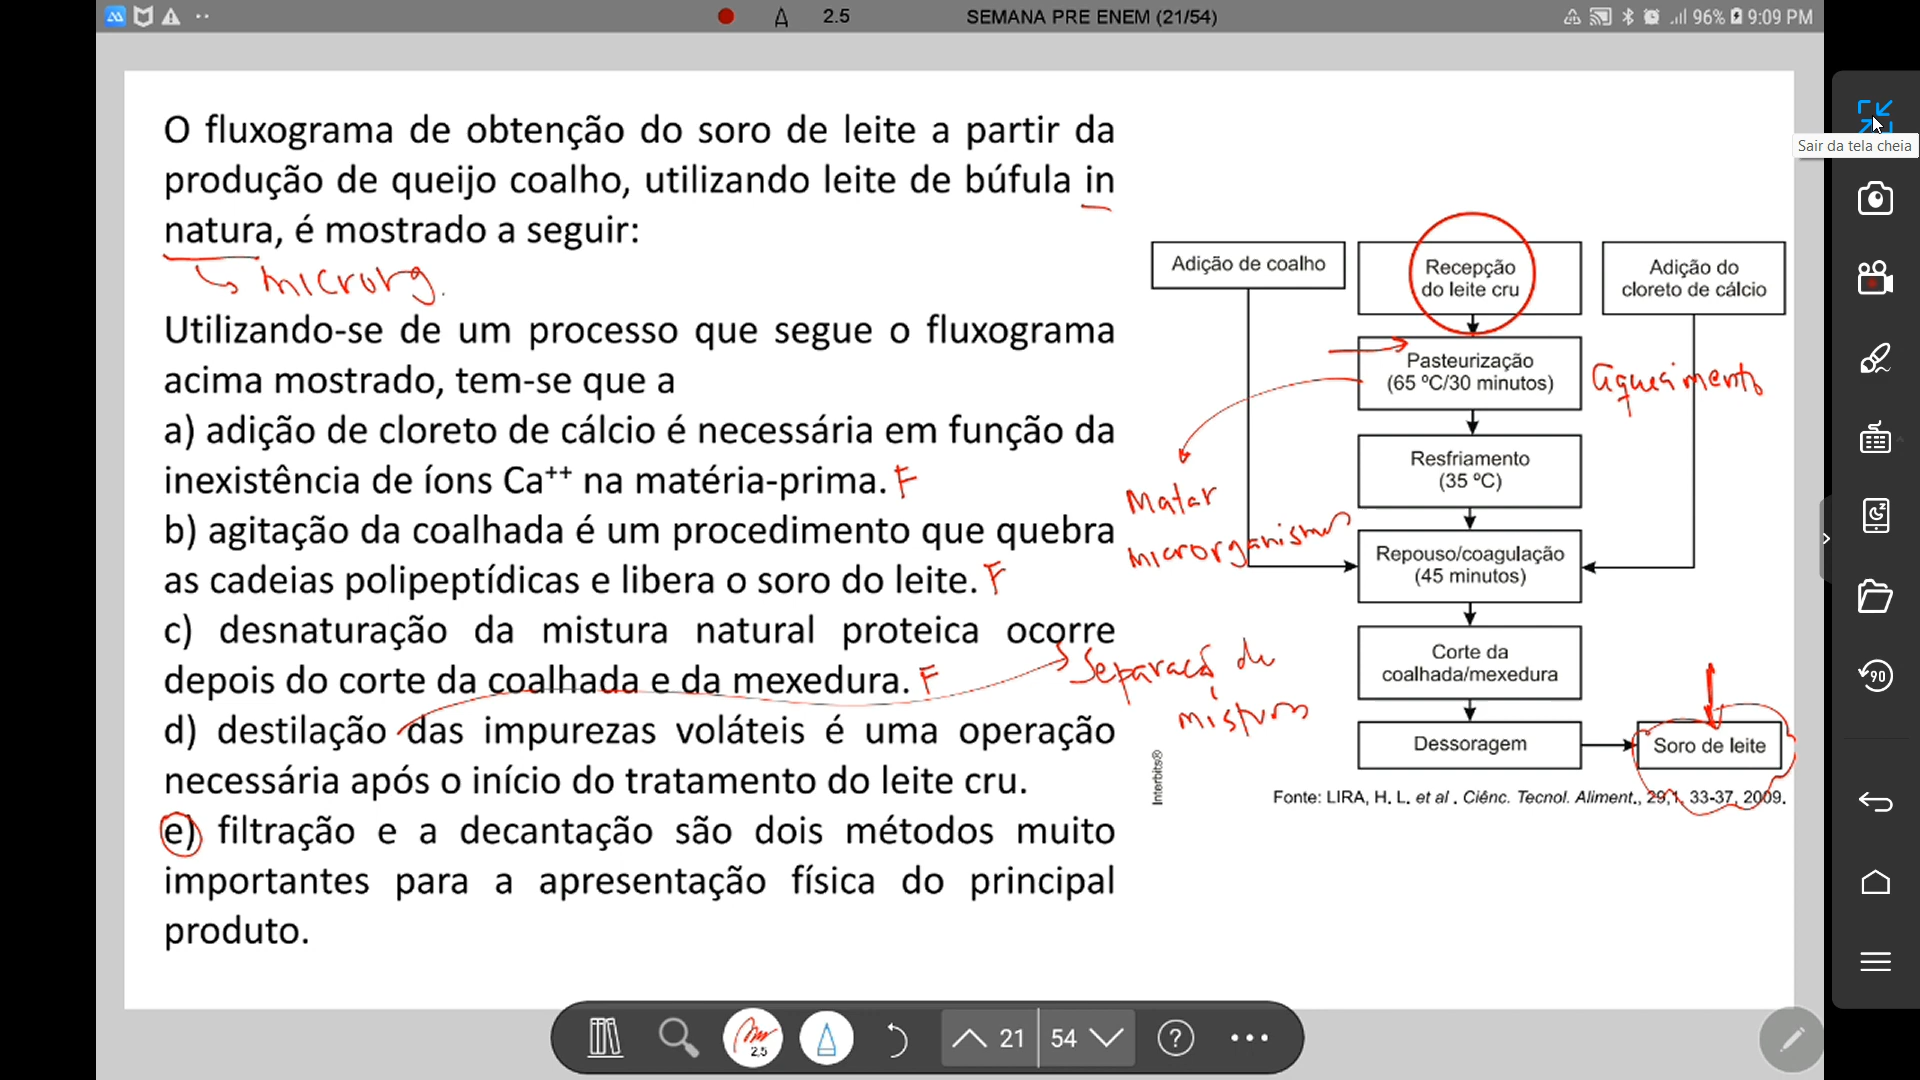 2.5
SEMANA PRE ENEM (21/54)
96% 9:09 PM
Sair da tela cheia
O fluxograma de obtenção do soro de leite a partir da
produção de queijo coalho, utilizando leite de búfula in
natura, é mostrado a seguir:
microrg.
Utilizando-se de um processo que segue o fluxograma
acima mostrado, tem-se que a
a) adição de cloreto de cálcio é necessária em função da
inexistência de íons Ca⁺⁺ na matéria-prima. F
b) agitação da coalhada é um procedimento que quebra
as cadeias polipeptídicas e libera o soro do leite. F
c) desnaturação da mistura natural proteica ocorre
depois do corte da coalhada e da mexedura. F
d) destilação das impurezas voláteis é uma operação
necessária após o início do tratamento do leite cru.
e) filtração e a decantação são dois métodos muito
importantes para a apresentação física do principal
produto.
Adição de coalho
Recepção
do leite cru
Adição do
cloreto de cálcio
Pasteurização
(65 ºC/30 minutos)
aquecimento
Resfriamento
(35 ºC)
Matar
microrganismos
Repouso/coagulação
(45 minutos)
Corte da
coalhada/mexedura
Separação de
misturas
Dessoragem
Soro de leite
Interbits®
Fonte: LIRA, H. L. et al . Ciênc. Tecnol. Aliment., 29,1, 33-37, 2009.
90
2,5
21
54
?